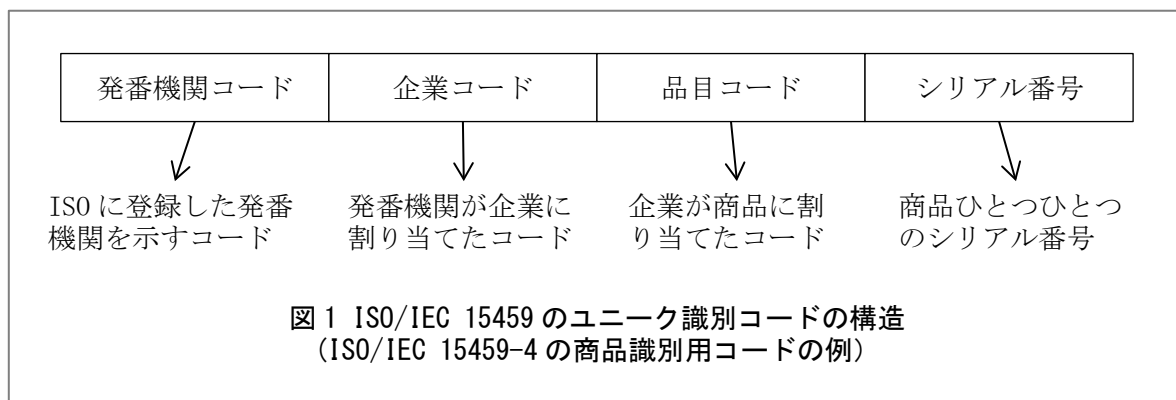 発番機関コード
企業コード
品目コード
シリアル番号
ISOに登録した発番
機関を示すコード
発番機関が企業に
割り当てたコード
企業が商品に割
り当てたコード
商品ひとつひとつ
のシリアル番号
図1 ISO/IEC 15459 のユニーク識別コードの構造
(ISO/IEC 15459-4 の商品識別用コードの例)